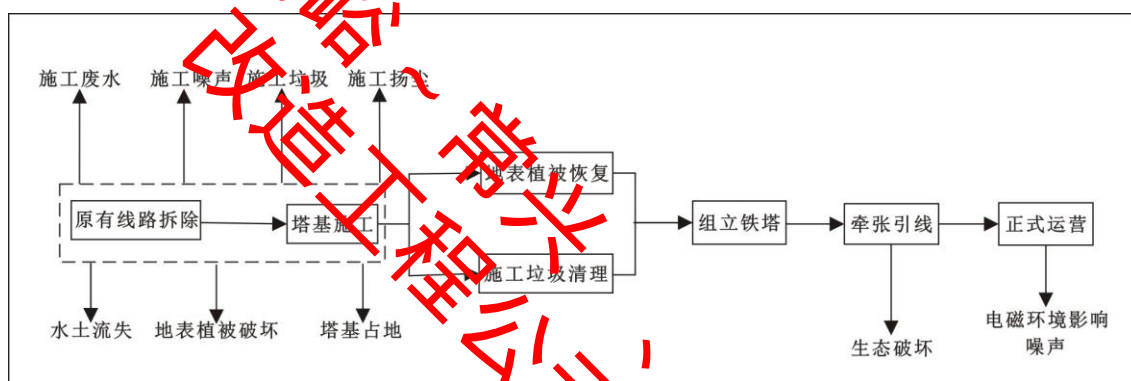 施工废水 施工噪声 施工垃圾 施工扬尘
地表植被恢复
原有线路拆除 塔基施工 组立铁塔 牵张引线 正式运营
施工垃圾清理
水土流失 地表植被破坏 塔基占地 生态破坏 电磁环境影响
噪声
峪~常兴
改造工程公